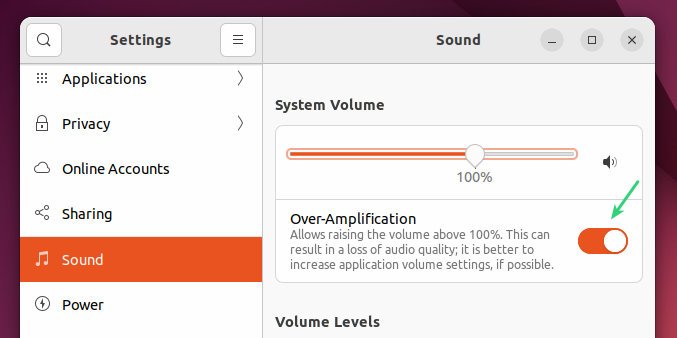 Settings
Sound
Applications
Privacy
Online Accounts
Sharing
Sound
Power
System Volume
100%
Over-Amplification
Allows raising the volume above 100%. This can
result in a loss of audio quality; it is better to
increase application volume settings, if possible.
Volume Levels